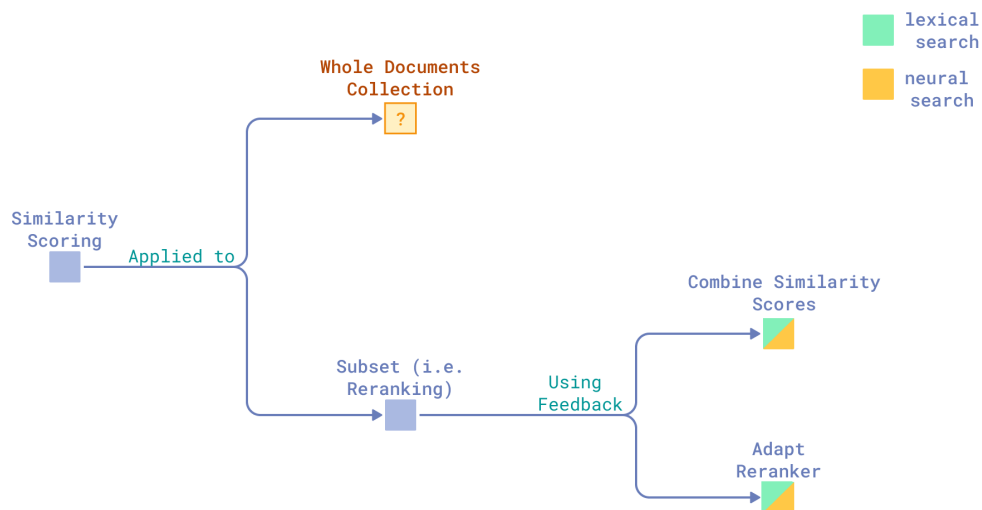 lexical
search
neural
search
Whole Documents
Collection
?
Similarity
Scoring
Applied to
Combine Similarity
Scores
Subset (i.e.
Reranking)
Using
Feedback
Adapt
Reranker